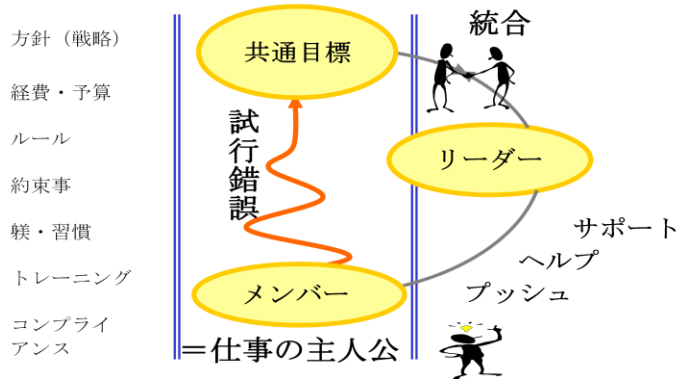 方針（戦略）
経費・予算
ルール
約束事
躾・習慣
トレーニング
コンプライ
アンス
共通目標
試行錯誤
メンバー
＝仕事の主人公
統合
リーダー
サポート
ヘルプ
プッシュ